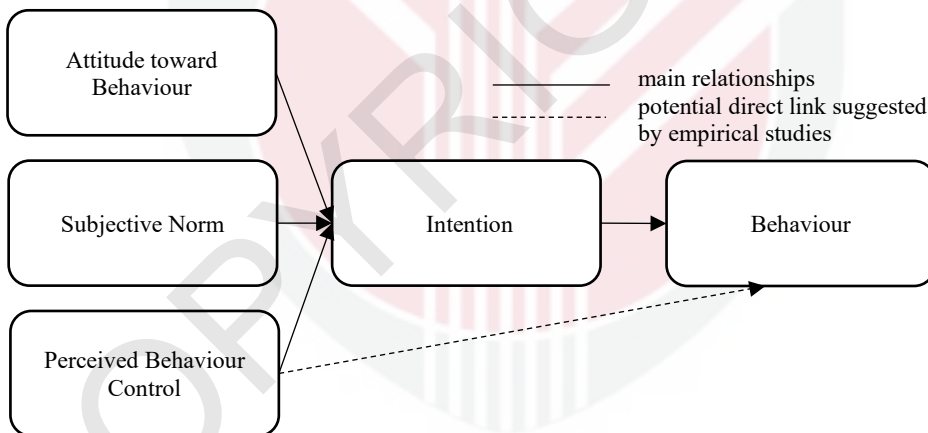 Attitude toward
Behaviour
main relationships
potential direct link suggested
by empirical studies
Subjective Norm
Intention
Behaviour
Perceived Behaviour
Control
OPYRIG